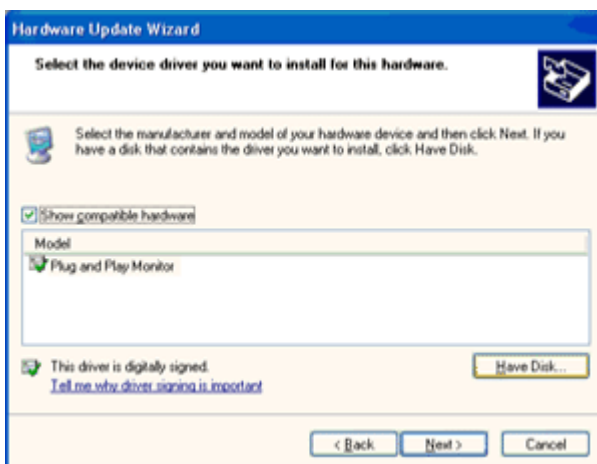 Hardware Update Wizard
Select the device driver you want to install for this hardware.
Select the manufacturer and model of your hardware device and then click Next. If you
have a disk that contains the driver you want to install, click Have Disk.
Show compatible hardware
Model
Plug and Play Monitor
This driver is digitally signed.
Have Disk...
Tell me why driver signing is important
< Back
Next >
Cancel